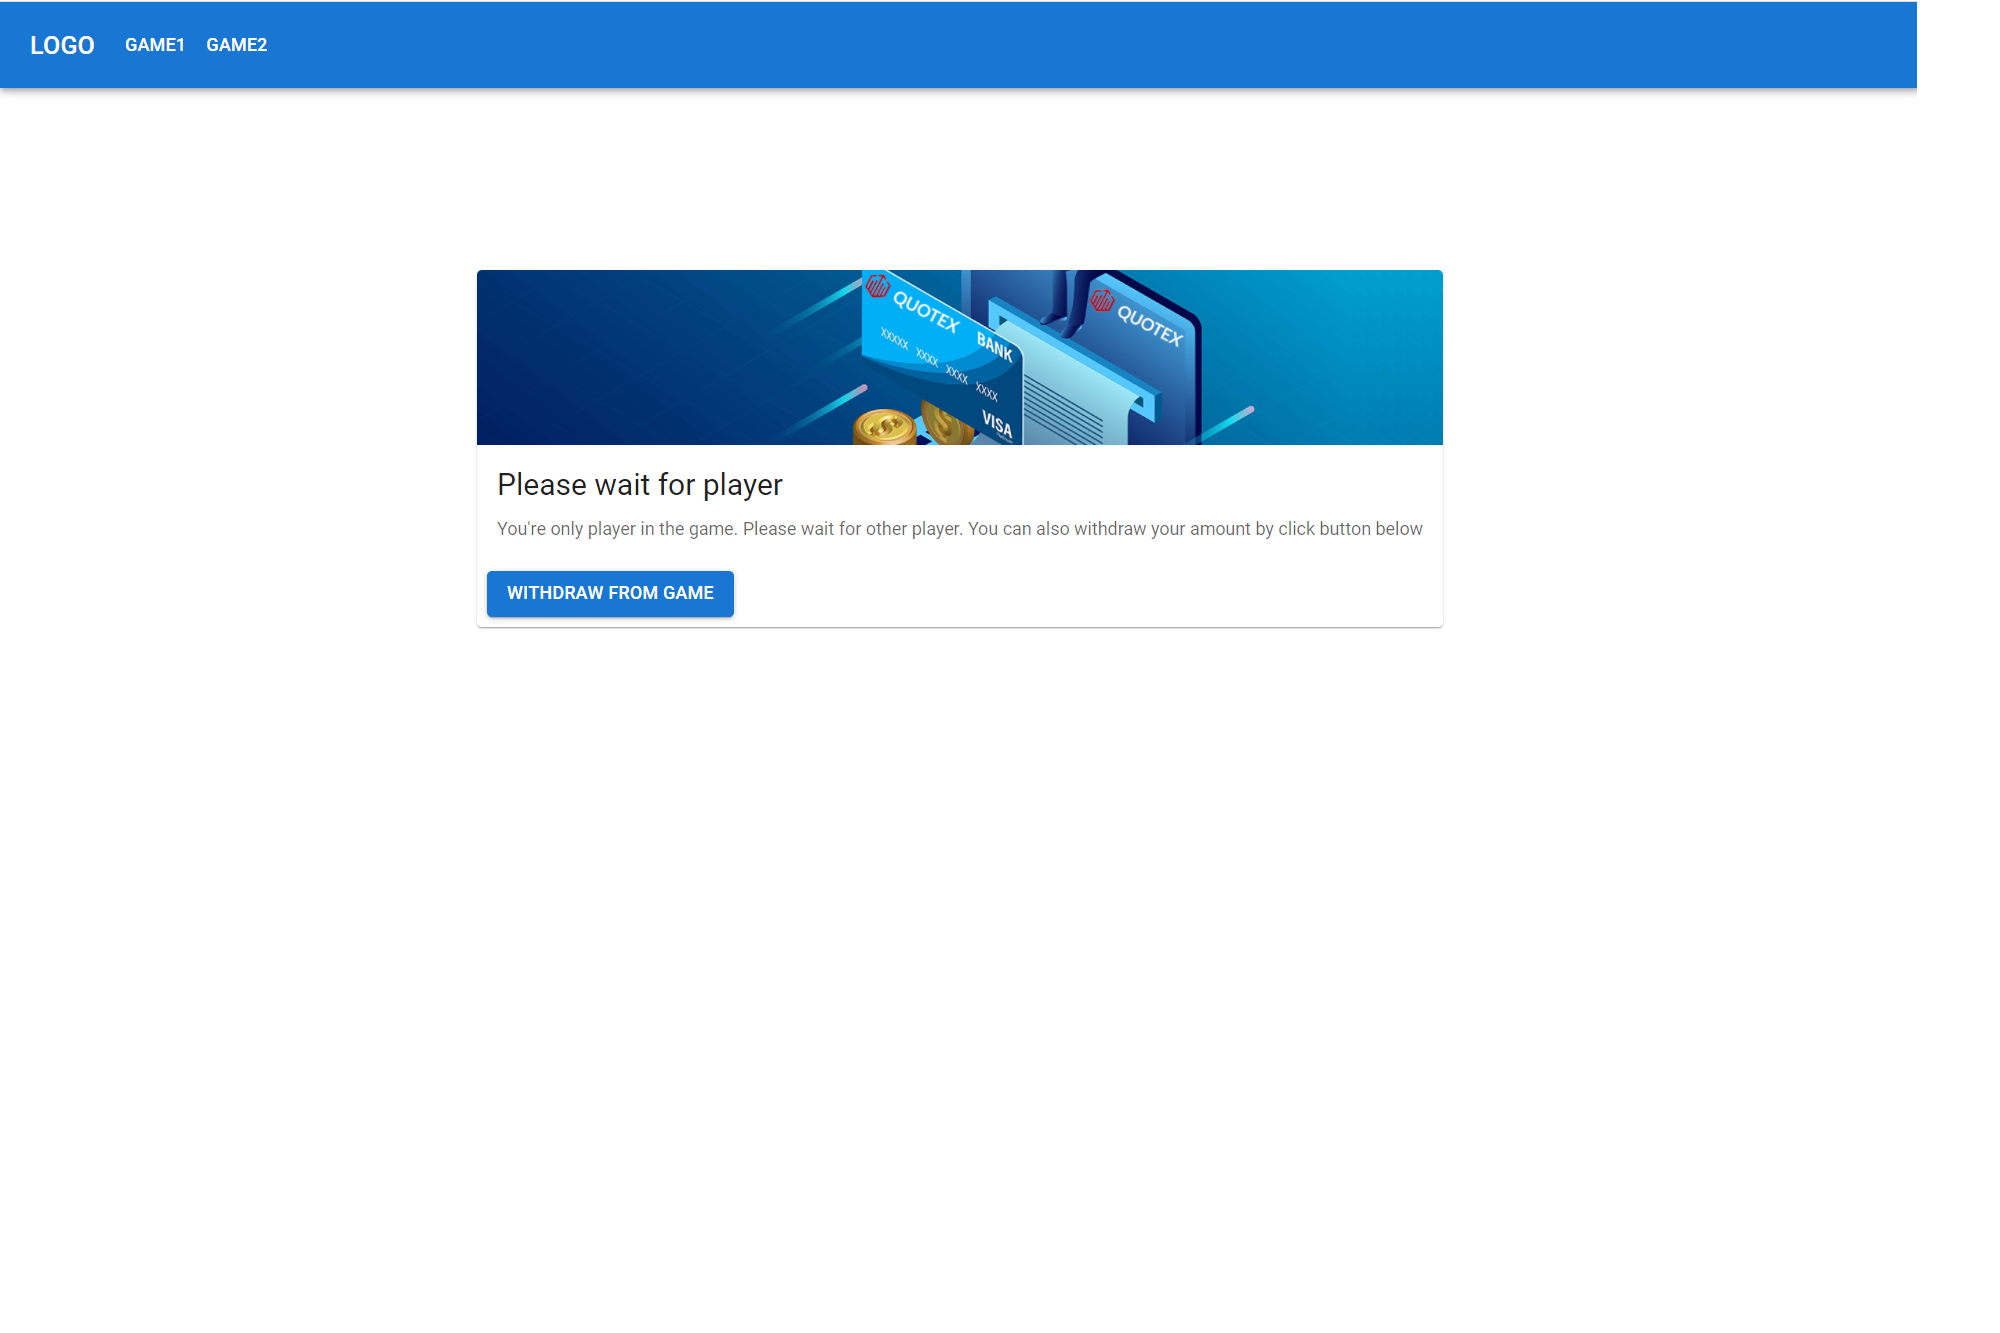 LOGO GAME1 GAME2
QUOTEX
BANK
XXXXX XXXX XXXX XXXX
VISA
QUOTEX
Please wait for player
You're only player in the game. Please wait for other player. You can also withdraw your amount by click button below
WITHDRAW FROM GAME